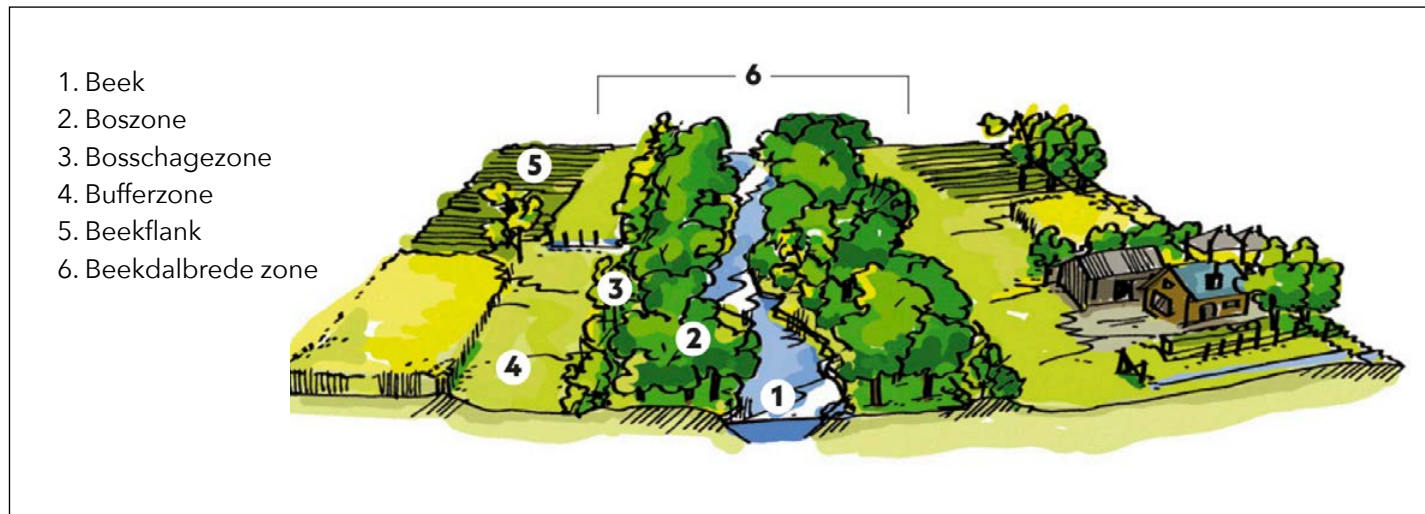 1. Beek
2. Boszone
3. Bosschagezone
4. Bufferzone
5. Beekflank
6. Beekdalbrede zone
6
5
3
2
4
1